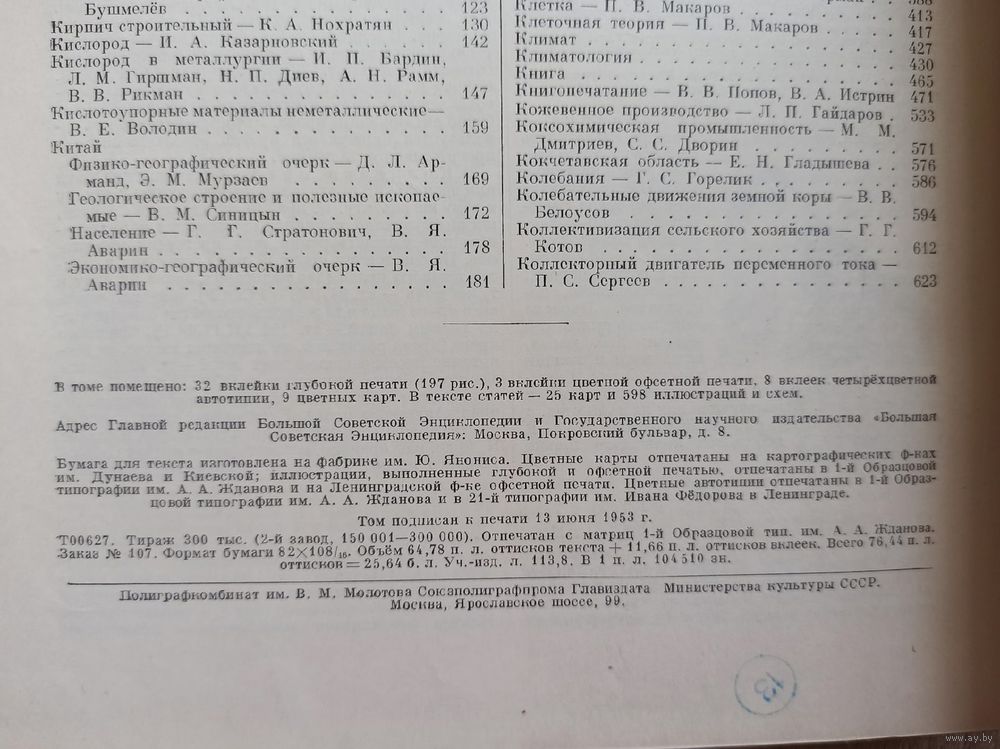 Бушмелёв . . . . . . . . . . . . . . 123
Кирпич строительный — К. А. Нохратян . . . 130
Кислород — И. А. Казарновский . . . . . 142
Кислород в металлургии — И. П. Бардин,
Л. М. Гиршман, Н. П. Диев, А. Н. Рамм,
В. В. Рикман . . . . . . . . . . . . . 147
Кислотоупорные материалы неметаллические —
В. Е. Володин . . . . . . . . . . . . . 159
Китай
Физико-географический очерк — Д. Л. Ар-
манд, Э. М. Мурзаев . . . . . . . . . 169
Геологическое строение и полезные ископае-
мые — В. М. Синицын . . . . . . . . . 172
Население — Г. Г. Стратонович, В. Я.
Аварин . . . . . . . . . . . . . . . 178
Экономико-географический очерк — В. Я.
Аварин . . . . . . . . . . . . . . . 181
388
Клетка — П. В. Макаров . . . . . . . 413
Клеточная теория — П. В. Макаров . . . . 417
Климат . . . . . . . . . . . . . . . 427
Климатология . . . . . . . . . . . . . 430
Книга . . . . . . . . . . . . . . . . 465
Книгопечатание — В. В. Попов, В. А. Истрин 471
Кожевенное производство — Л. П. Гайдаров . 533
Коксохимическая промышленность — М. М.
Дмитриев, С. С. Дворин . . . . . . . . 571
Кокчетавская область — Е. Н. Гладышева . . 576
Колебания — Г. С. Горелик . . . . . . . . 586
Колебательные движения земной коры — В. В.
Белоусов . . . . . . . . . . . . . . 594
Коллективизация сельского хозяйства — Г. Г.
Котов . . . . . . . . . . . . . . . . 612
Коллекторный двигатель переменного тока —
П. С. Сергеев . . . . . . . . . . . . . 623
В томе помещено: 32 вклейки глубокой печати (197 рис.), 3 вклейки цветной офсетной печати, 8 вклеек четырёхцветной
автотипии, 9 цветных карт. В тексте статей — 25 карт и 598 иллюстраций и схем.
Адрес Главной редакции Большой Советской Энциклопедии и Государственного научного издательства «Большая
Советская Энциклопедия»: Москва, Покровский бульвар, д. 8.
Бумага для текста изготовлена на фабрике им. Ю. Янониса. Цветные карты отпечатаны на картографических ф-ках
им. Дунаева и Киевской; иллюстрации, выполненные глубокой и офсетной печатью, отпечатаны в 1-й Образцовой
типографии им. А. А. Жданова и на Ленинградской ф-ке офсетной печати. Цветные автотипии отпечатаны в 1-й Образ-
цовой типографии им. А. А. Жданова и в 21-й типографии им. Ивана Фёдорова в Ленинграде.
Том подписан к печати 13 июня 1953 г.
Т00627. Тираж 300 тыс. (2-й завод, 150 001—300 000). Отпечатан с матриц 1-й Образцовой тип. им. А. А. Жданова.
Заказ № 107. Формат бумаги 82×108/₁₆. Объём 64,78 п. л. оттисков текста + 11,66 п. л. оттисков вклеек. Всего 76,44 п. л.
оттисков = 25,64 б. л. Уч.-изд. л. 113,8. В 1 п. л. 104 510 зн.
Полиграфкомбинат им. В. М. Молотова Союзполиграфпрома Главиздата Министерства культуры СССР.
Москва, Ярославское шоссе, 99.
13
www.ay.by